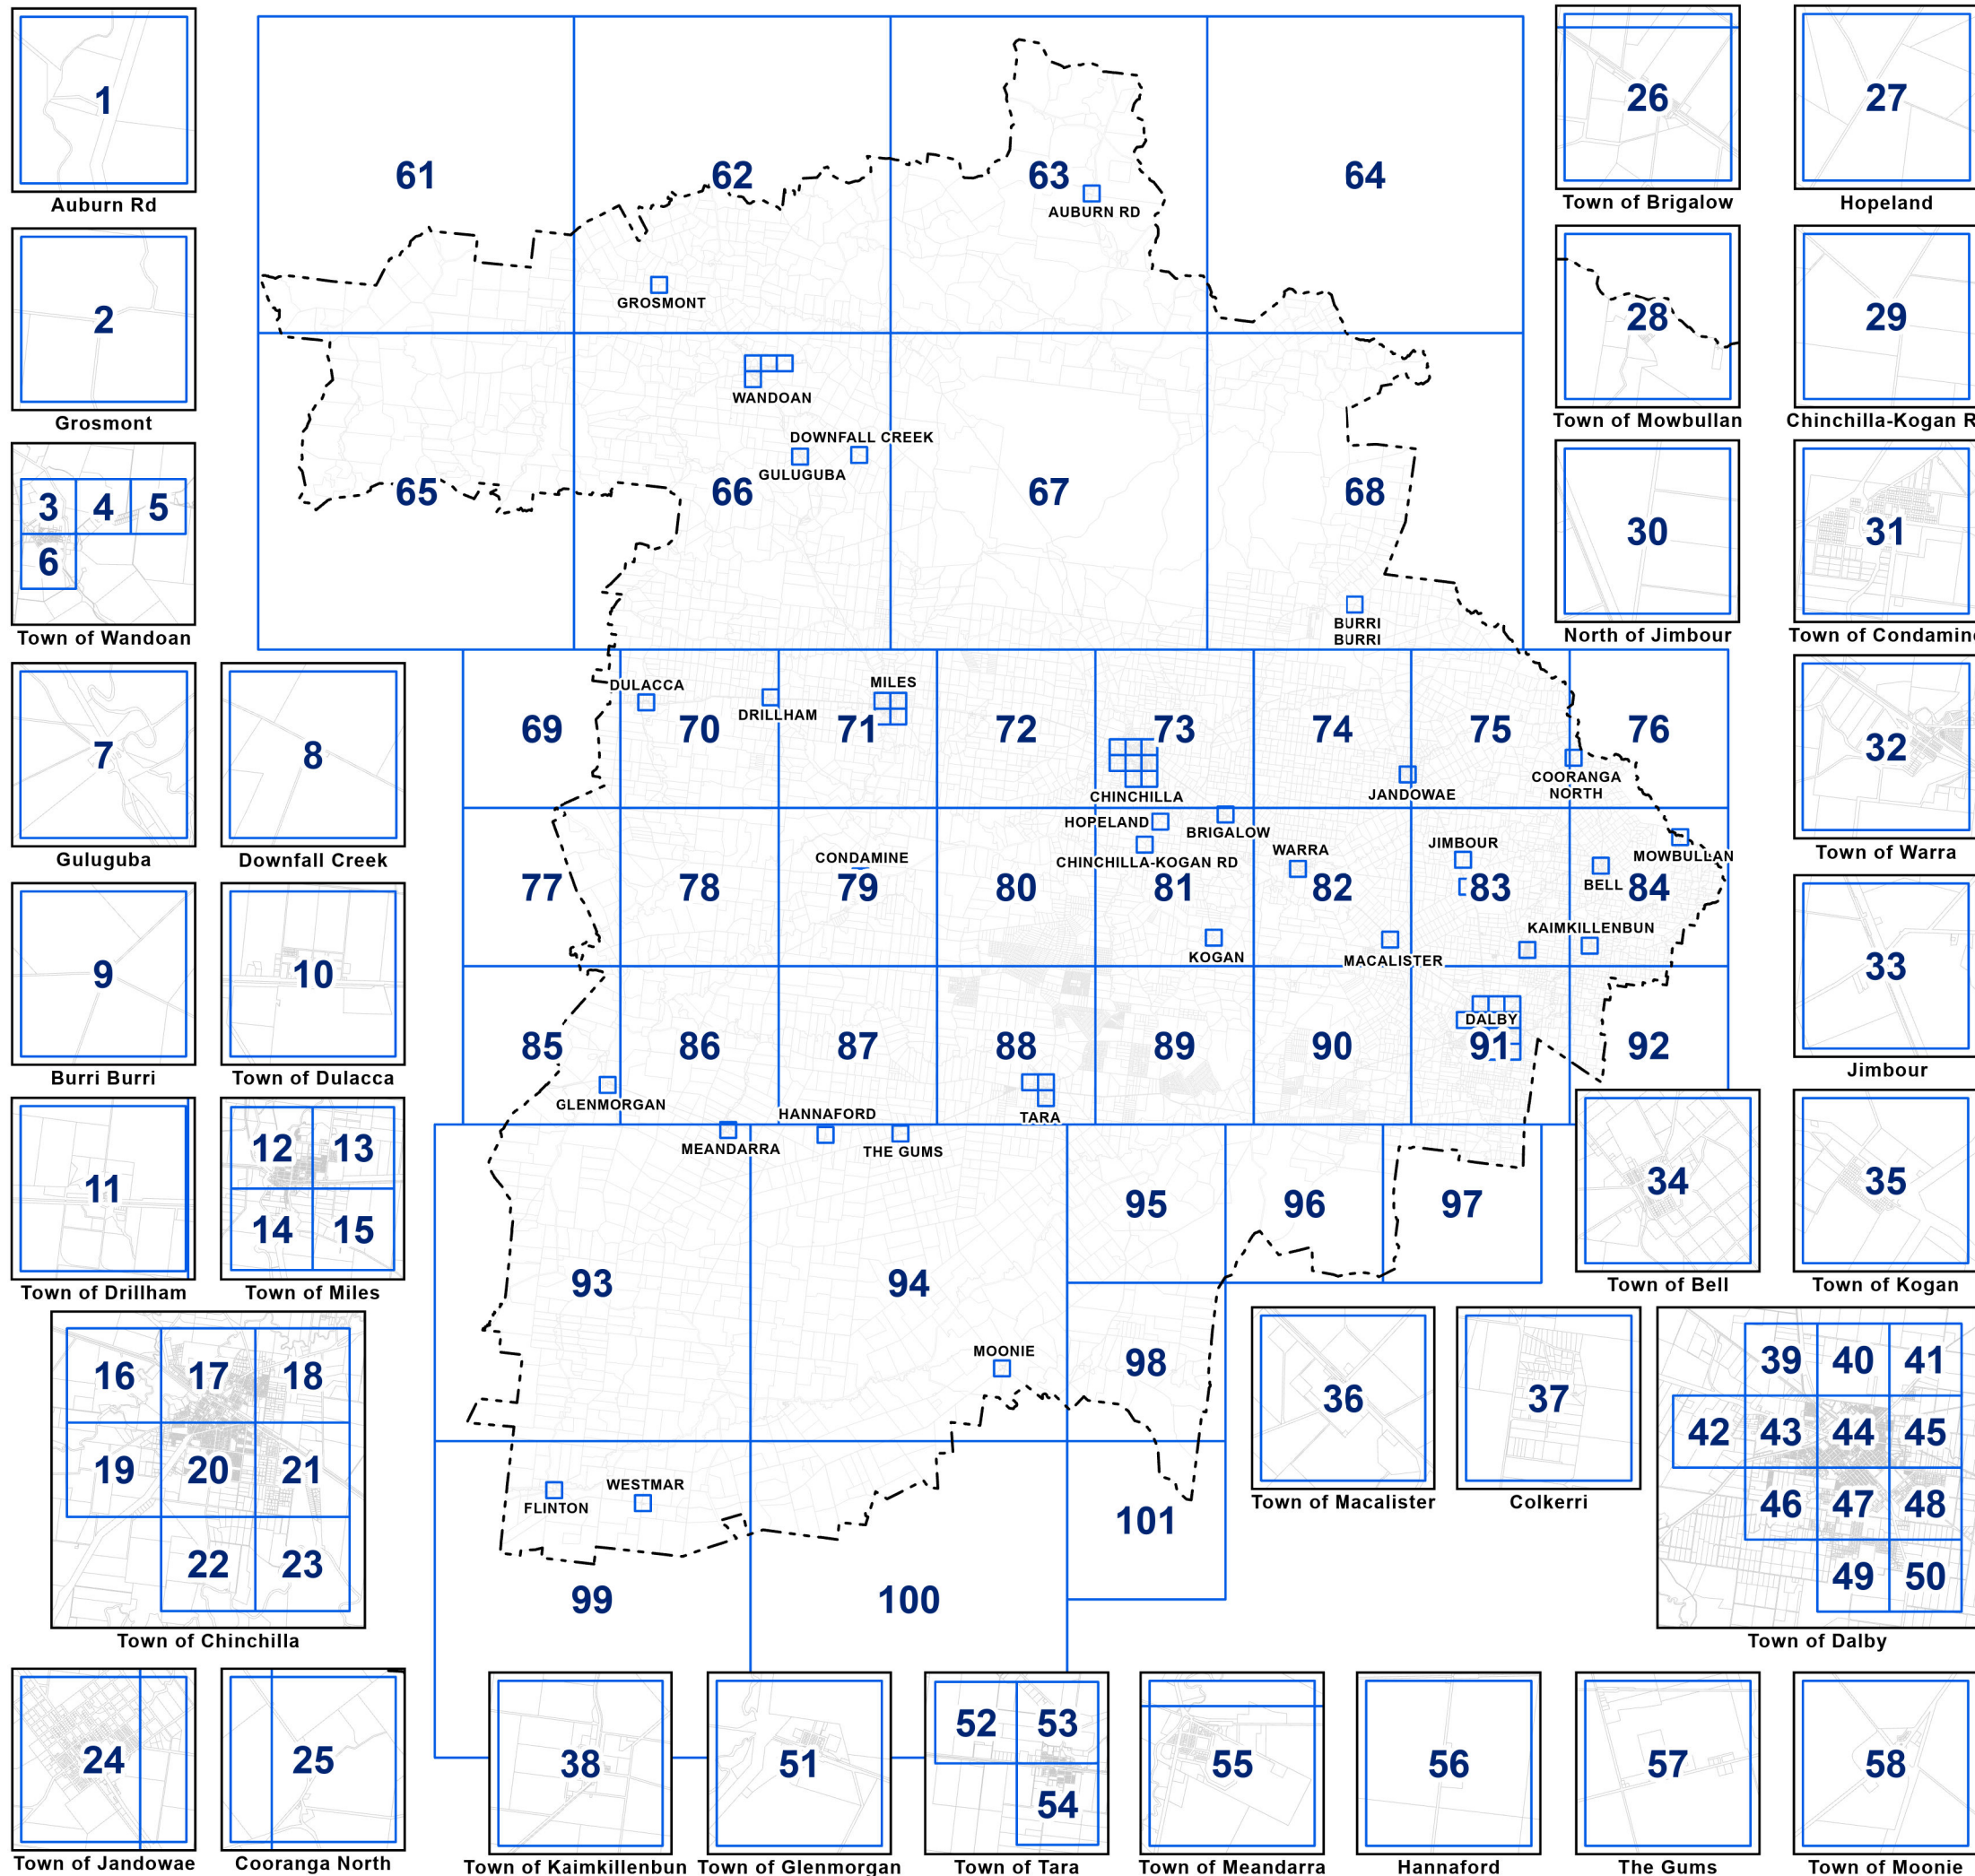 1
Auburn Rd
2
Grosmont
3 4 5
6
Town of Wandoan
7
Guluguba
8
Downfall Creek
9
Burri Burri
10
Town of Dulacca
11
Town of Drillham
12 13
14 15
Town of Miles
16 17 18
19 20 21
22 23
Town of Chinchilla
24
Town of Jandowae
25
Cooranga North
61 62 63 64
AUBURN RD
GROSMONT
WANDOAN
DOWNFALL CREEK
GULUGUBA
65 66 67 68
BURRI
BURRI
DULACCA
DRILLHAM
MILES
69 70 71 72 73 74 75 76
CHINCHILLA
JANDOWAE
COORANGA
NORTH
HOPELAND
BRIGALOW
CHINCHILLA-KOGAN RD
CONDAMINE
WARRA
JIMBOUR
MOWBULLAN
BELL
77 78 79 80 81 82 83 84
KAIMKILLENBUN
KOGAN
MACALISTER
DALBY
85 86 87 88 89 90 91 92
GLENMORGAN
HANNAFORD
TARA
MEANDARRA
THE GUMS
95 96 97
93 94
MOONIE
98
FLINTON
WESTMAR
101
99 100
26
Town of Brigalow
27
Hopeland
28
Town of Mowbullan
29
Chinchilla-Kogan R
30
North of Jimbour
31
Town of Condamine
32
Town of Warra
33
Jimbour
34
Town of Bell
35
Town of Kogan
36
Town of Macalister
37
Colkerri
39 40 41
42 43 44 45
46 47 48
49 50
Town of Dalby
38
Town of Kaimkillenbun
51
Town of Glenmorgan
52 53
54
Town of Tara
55
Town of Meandarra
56
Hannaford
57
The Gums
58
Town of Moonie